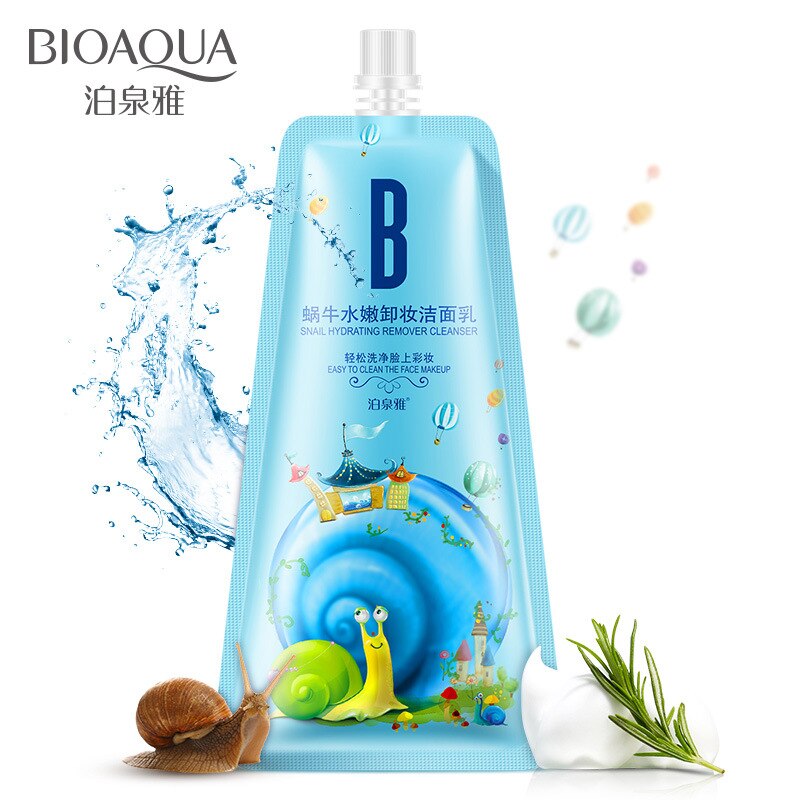 BIOAQUA
泊泉雅
B
蜗牛水嫩卸妆洁面乳
SNAIL HYDRATING REMOVER CLEANSER
轻松洗净脸上彩妆
EASY TO CLEAN THE FACE MAKEUP
泊泉雅®